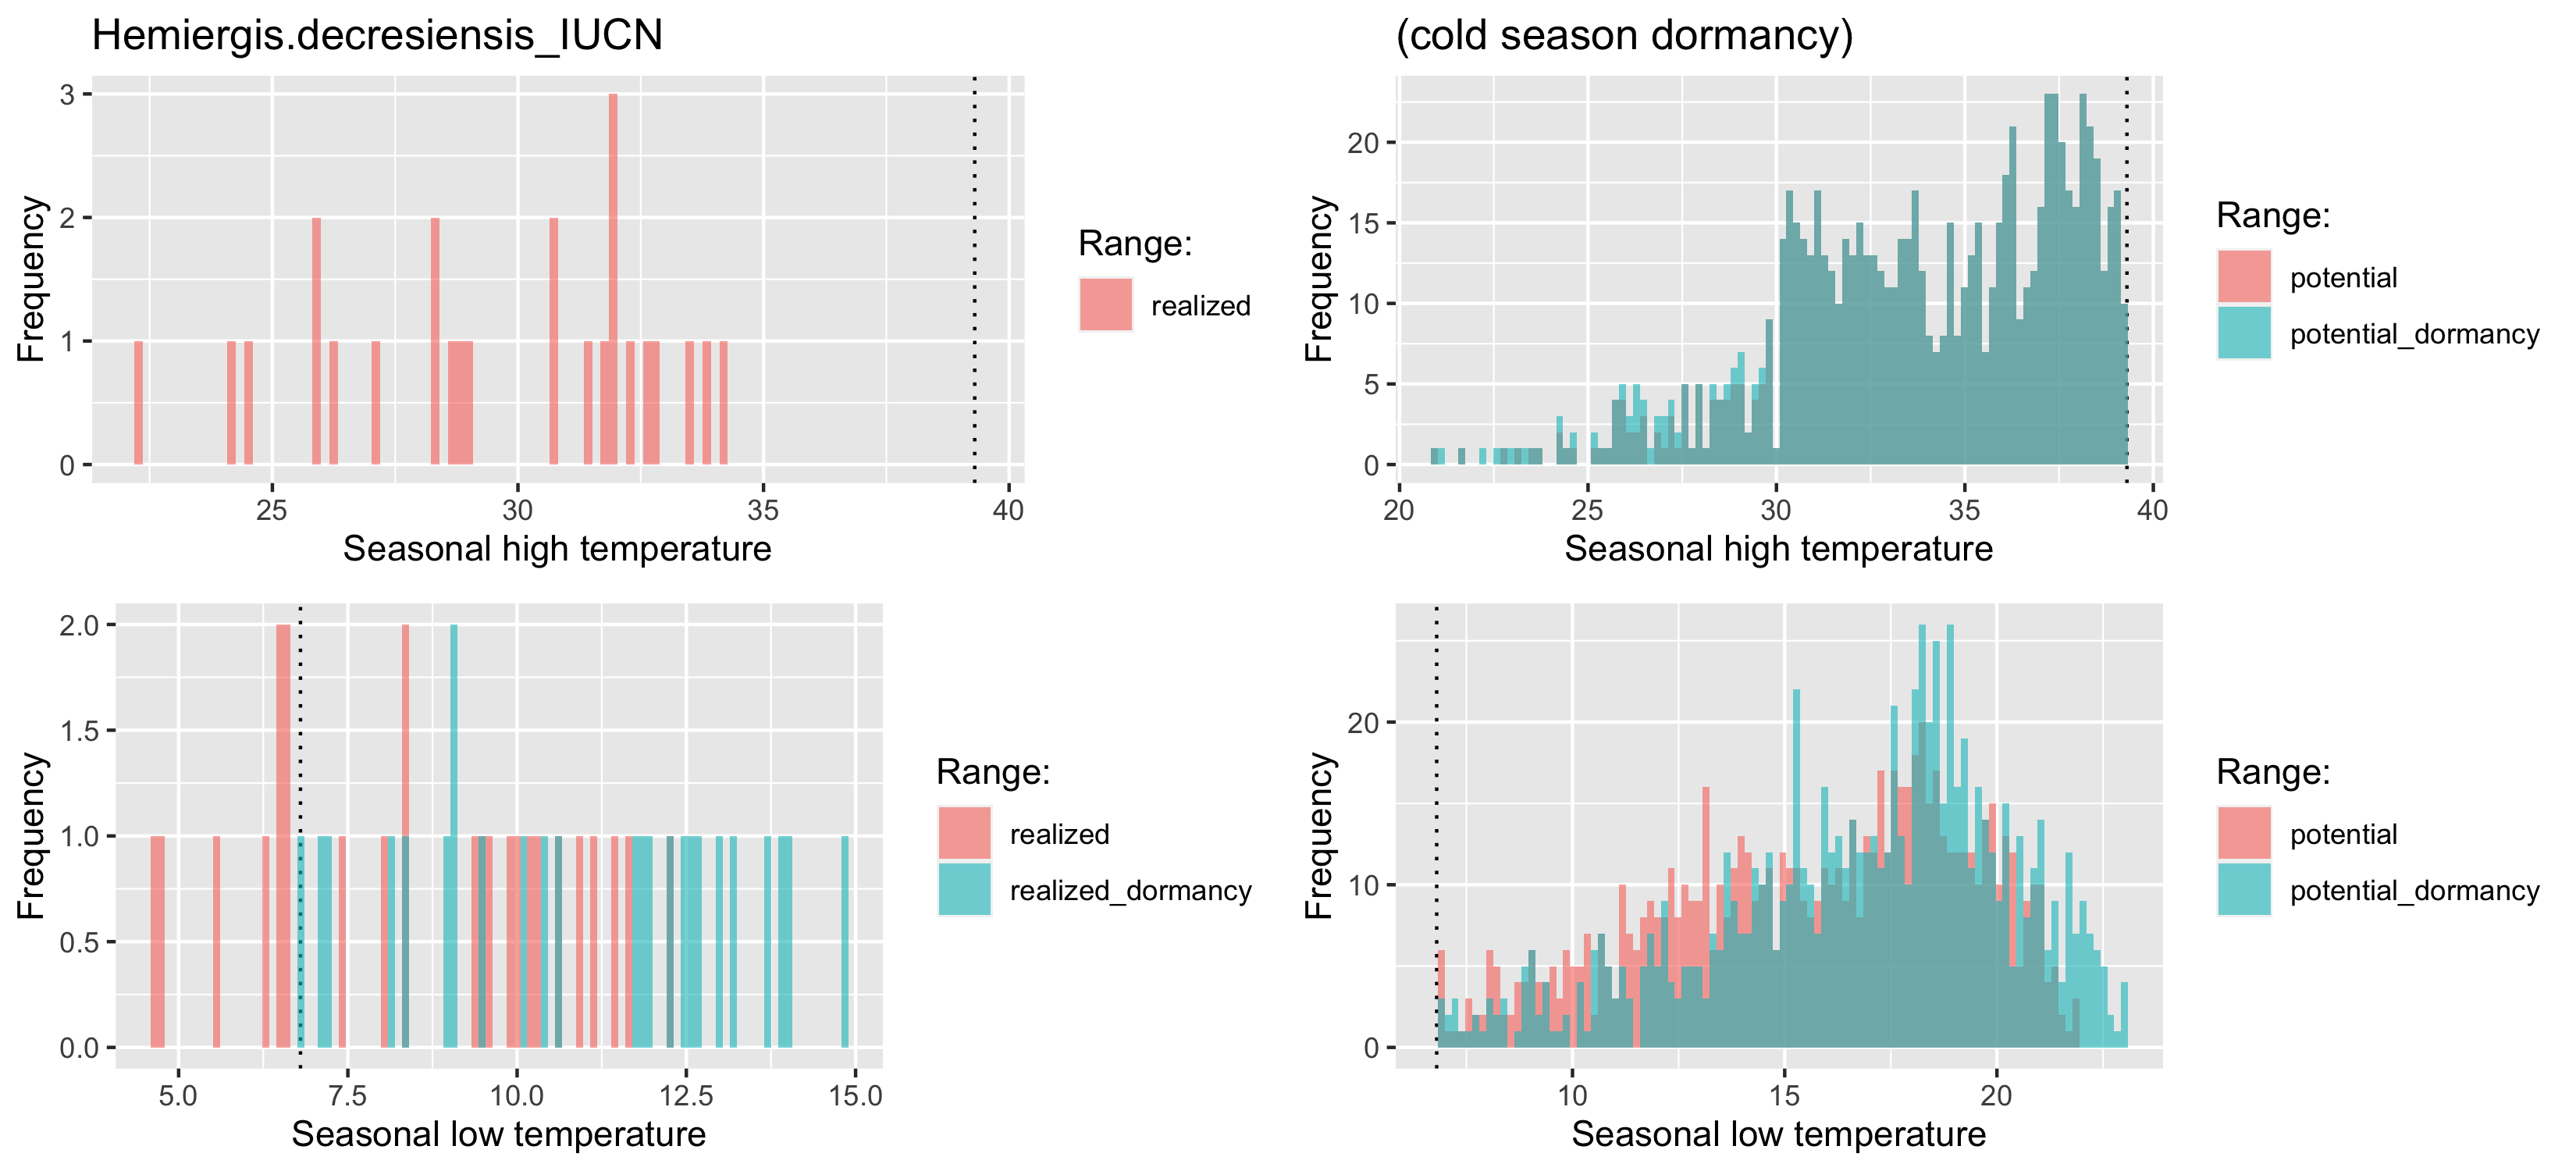 Hemiergis.decresiensis_IUCN
3
2
1
0
Frequency
25
30
35
40
Seasonal high temperature
Range:
realized
(cold season dormancy)
20
15
10
5
0
Frequency
20
25
30
35
40
Seasonal high temperature
Range:
potential
potential_dormancy
2.0
1.5
1.0
0.5
0.0
Frequency
5.0
7.5
10.0
12.5
15.0
Seasonal low temperature
Range:
realized
realized_dormancy
20
10
0
Frequency
10
15
20
Seasonal low temperature
Range:
potential
potential_dormancy